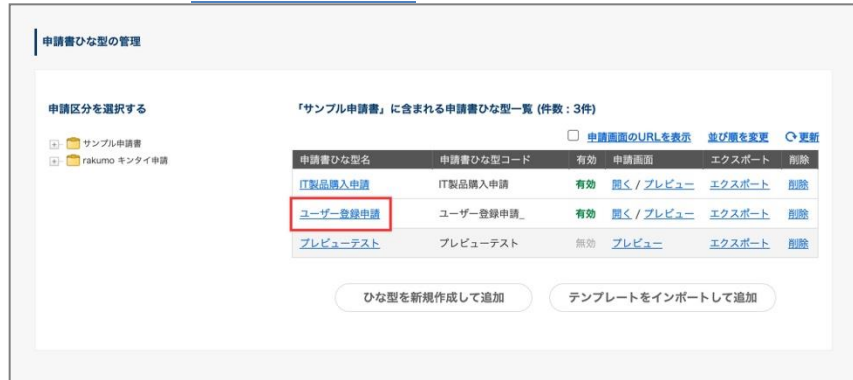 申請書ひな型の管理
申請区分を選択する
サンプル申請書
rakumo キンタイ申請
「サンプル申請書」に含まれる申請書ひな型一覧 (件数：3件)
申請画面のURLを表示 並び順を変更 更新
申請書ひな型名 申請書ひな型コード 有効 申請画面 エクスポート 削除
IT製品購入申請 IT製品購入申請 有効 開く / プレビュー エクスポート 削除
ユーザー登録申請 ユーザー登録申請_ 有効 開く / プレビュー エクスポート 削除
プレビューテスト プレビューテスト 無効 プレビュー エクスポート 削除
ひな型を新規作成して追加 テンプレートをインポートして追加